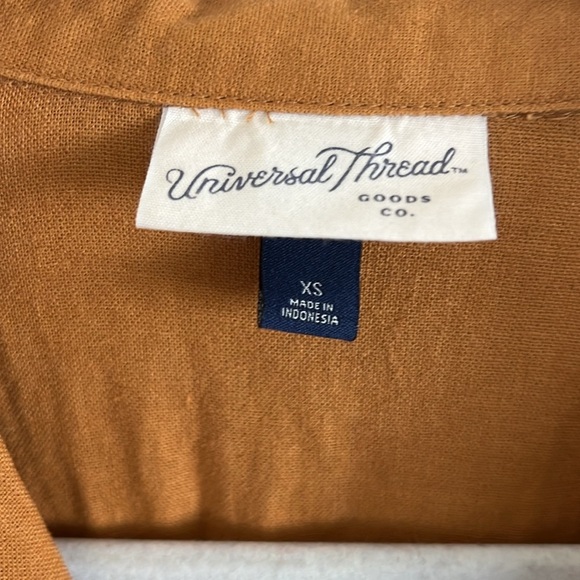 Universal Thread™
GOODS
CO.
XS
MADE IN
INDONESIA